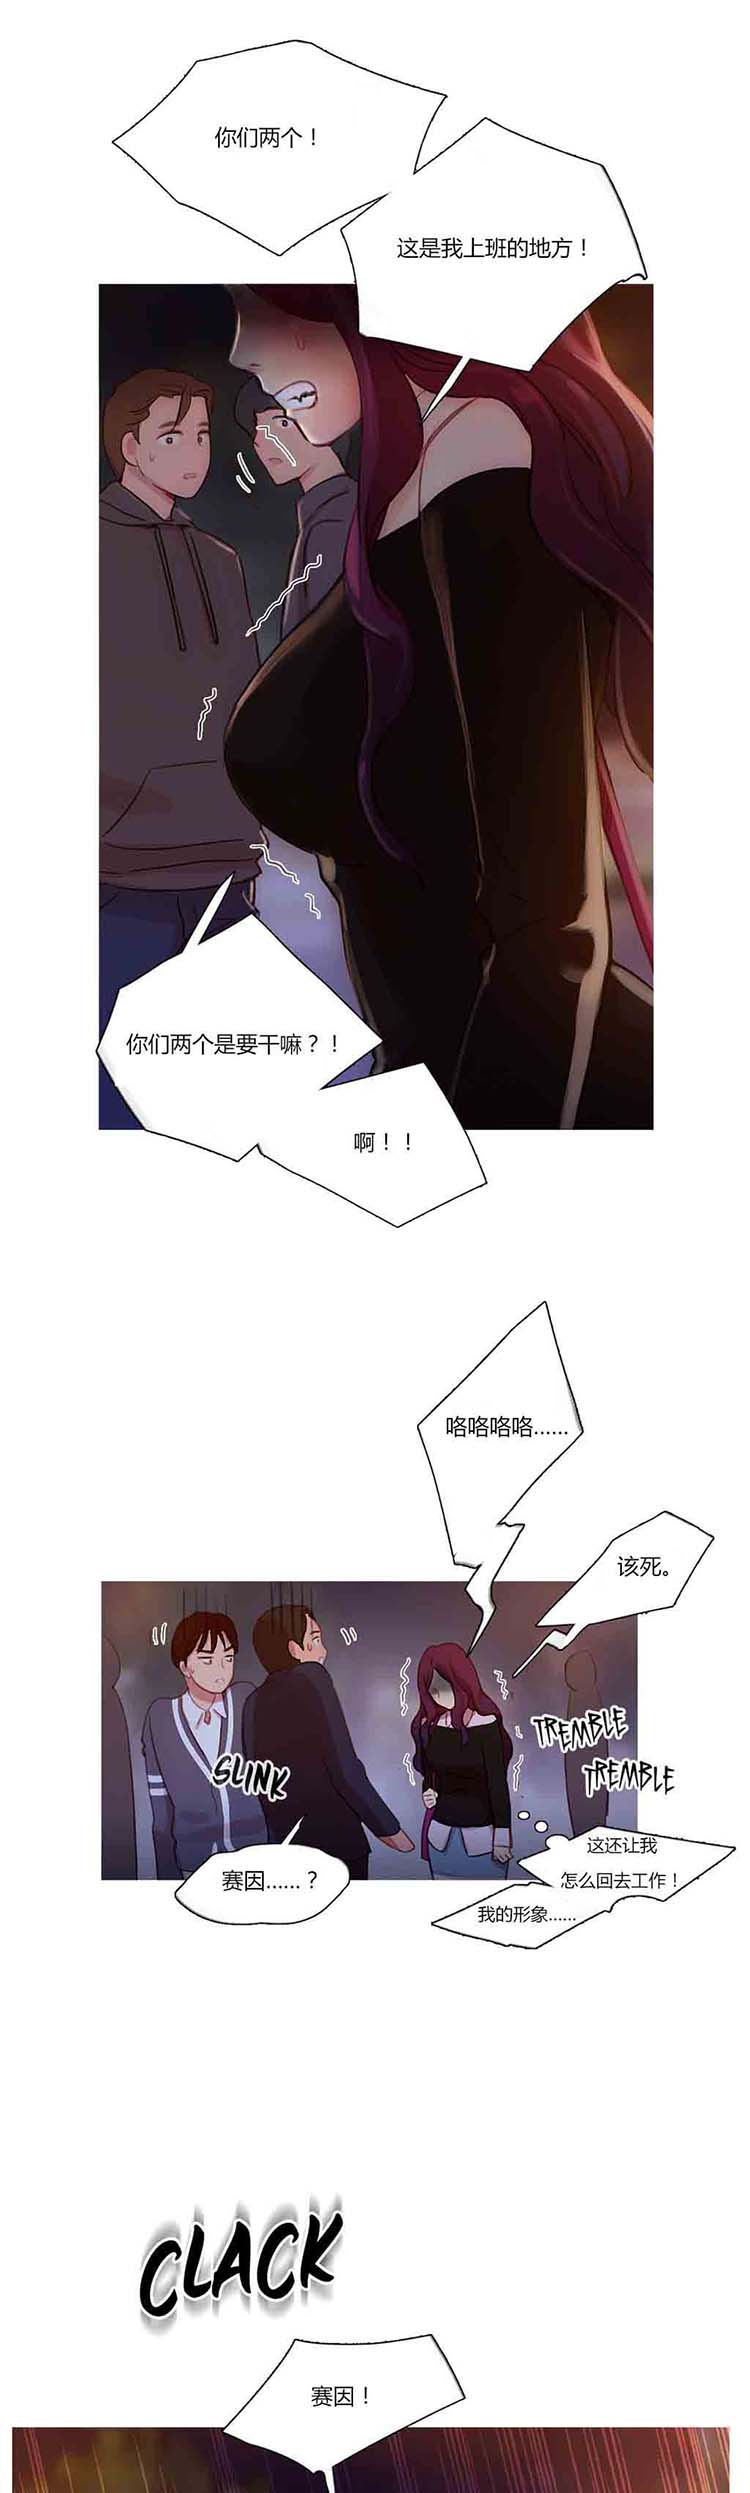 你们两个！
这是我上班的地方！
你们两个是要干嘛？！
啊！！
咯咯咯咯……
该死。
TREMBLE
TREMBLE
SLINK
赛因……？
这还让我
怎么回去工作！
我的形象……
CLACK
赛因！